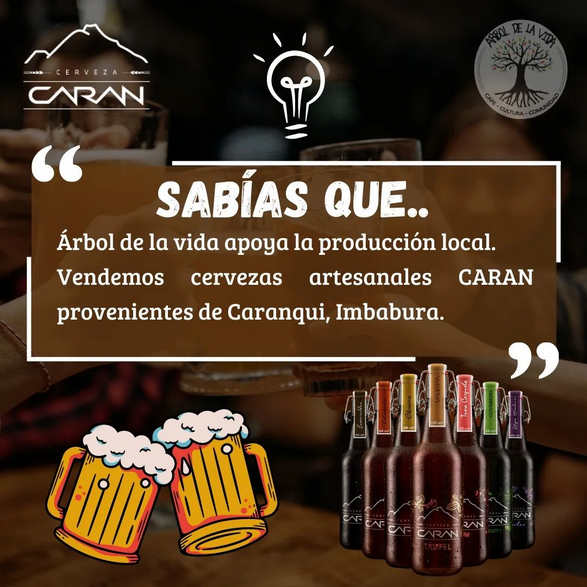 CERVEZA
CARAN
ÁRBOL DE LA VIDA
CAFÉ - CULTURA - COMUNIDAD
“
SABÍAS QUE..
Árbol de la vida apoya la producción local.
Vendemos cervezas artesanales CARAN
provenientes de Caranqui, Imbabura.
”
CERVEZA
CARAN
TRIPPEL